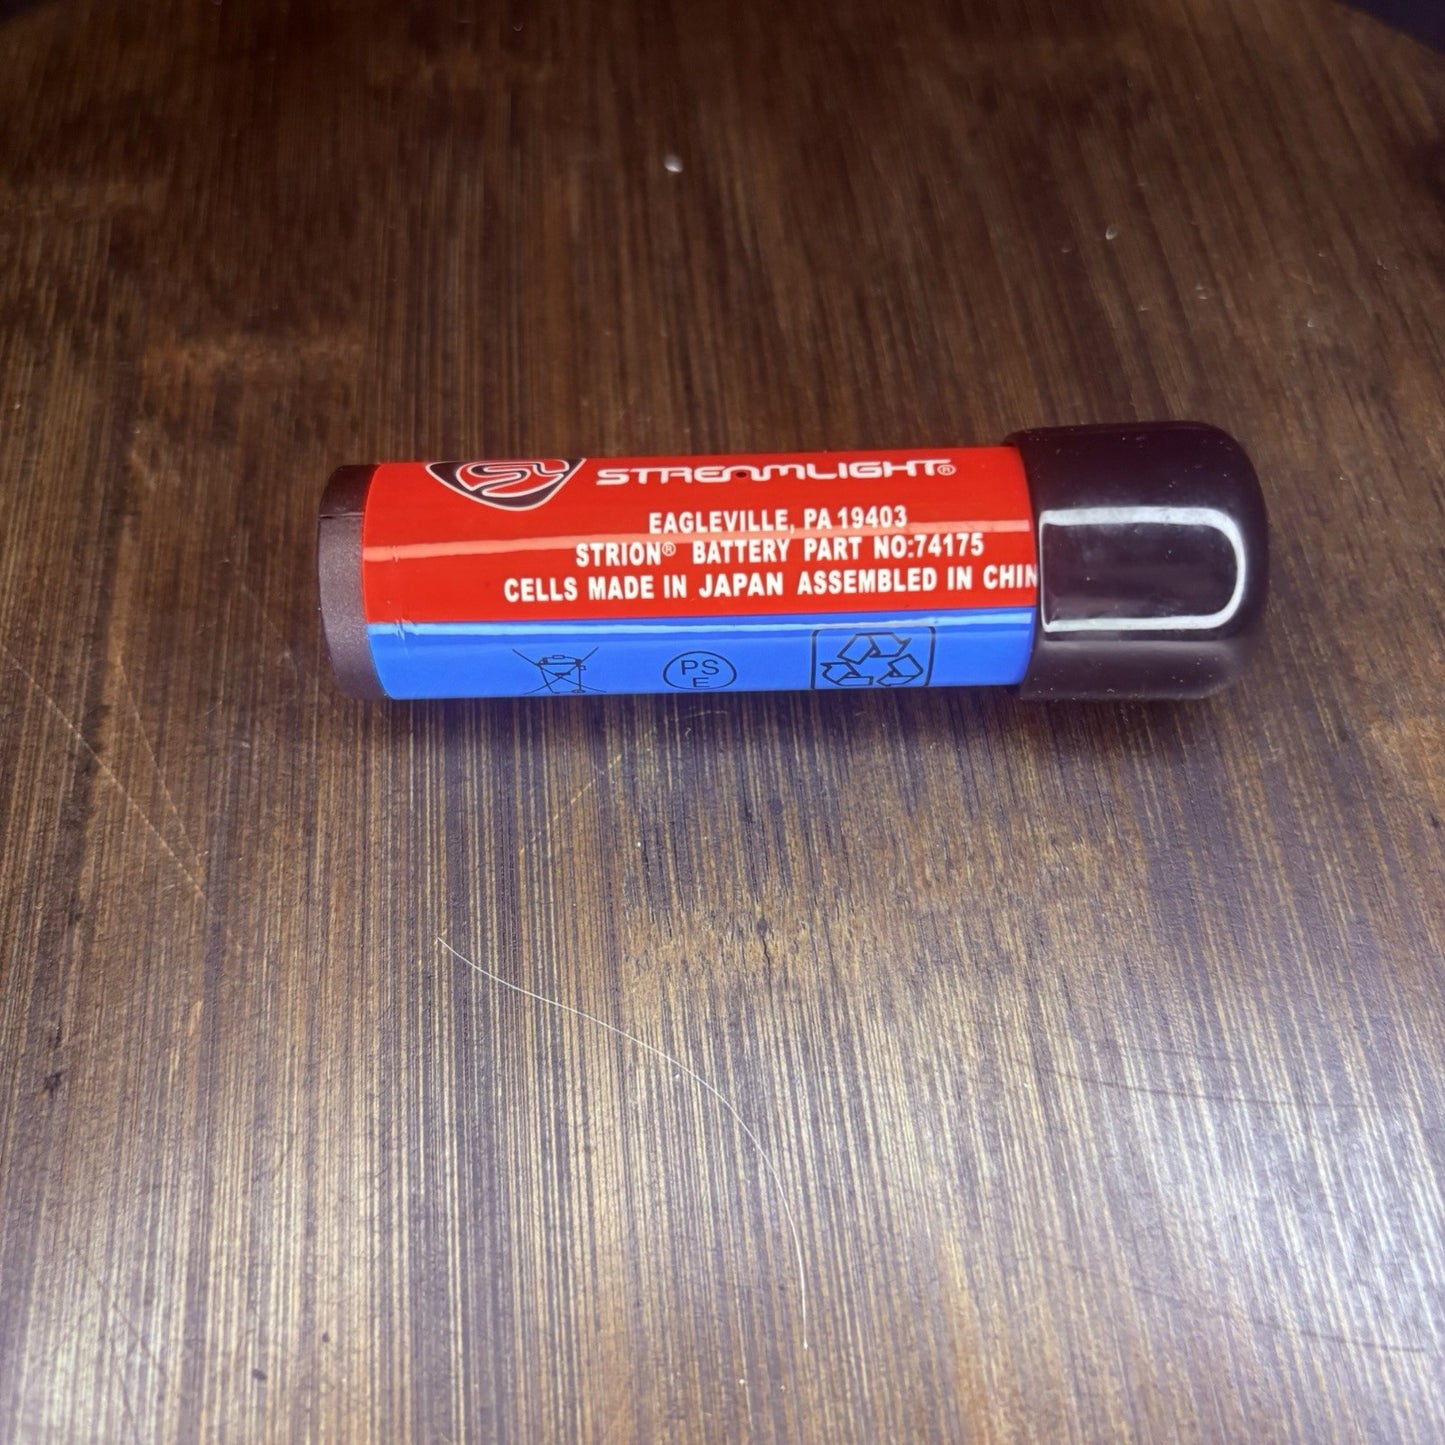 STREAMLIGHT®
EAGLEVILLE, PA 19403
STRION® BATTERY PART NO:74175
CELLS MADE IN JAPAN ASSEMBLED IN CHIN
PS
E